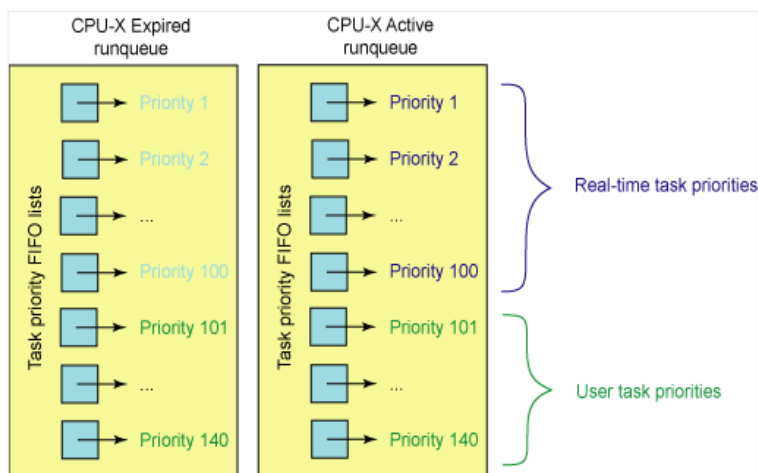 CPU-X Expired
runqueue
Task priority FIFO lists
Priority 1
Priority 2
...
Priority 100
Priority 101
...
Priority 140
CPU-X Active
runqueue
Task priority FIFO lists
Priority 1
Priority 2
...
Priority 100
Priority 101
...
Priority 140
Real-time task priorities
User task priorities